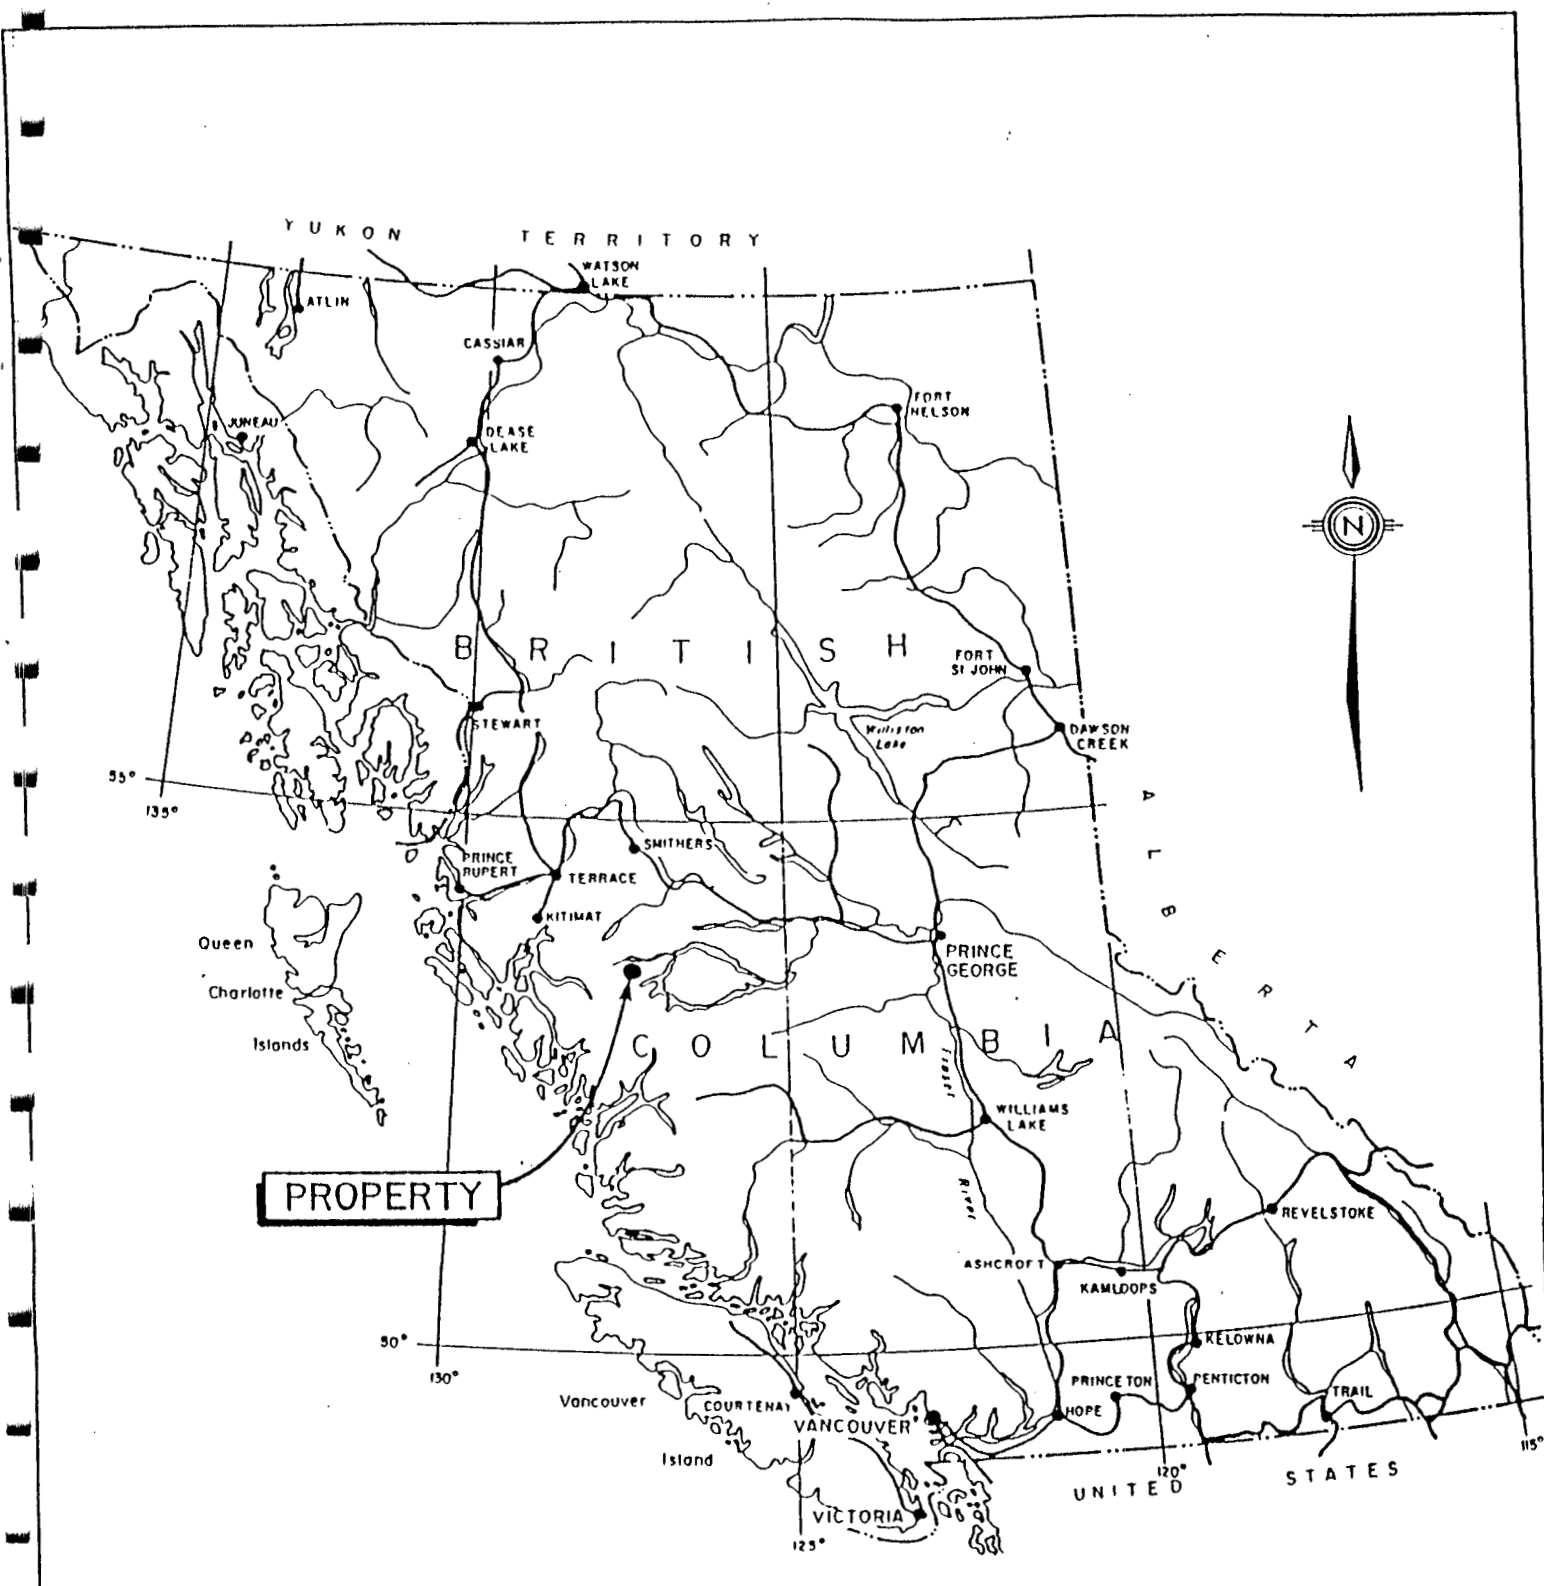 YUKON TERRITORY
WATSON
LAKE
ATLIN
CASSIAR
FORT
NELSON
JUNEAU
DEASE
LAKE
N
BRITISH
FORT
ST JOHN
STEWART
Williston
Lake
DAWSON
CREEK
55°
135°
ALBERTA
SMITHERS
PRINCE
RUPERT
TERRACE
KITIMAT
PRINCE
GEORGE
Queen
Charlotte
Islands
COLUMBIA
Fraser
River
WILLIAMS
LAKE
PROPERTY
REVELSTOKE
ASHCROFT
KAMLOOPS
50°
KELOWNA
130°
PRINCETON
PENTICTON
TRAIL
Vancouver
Island
COURTENAY
HOPE
VANCOUVER
115°
120°
UNITED STATES
VICTORIA
125°